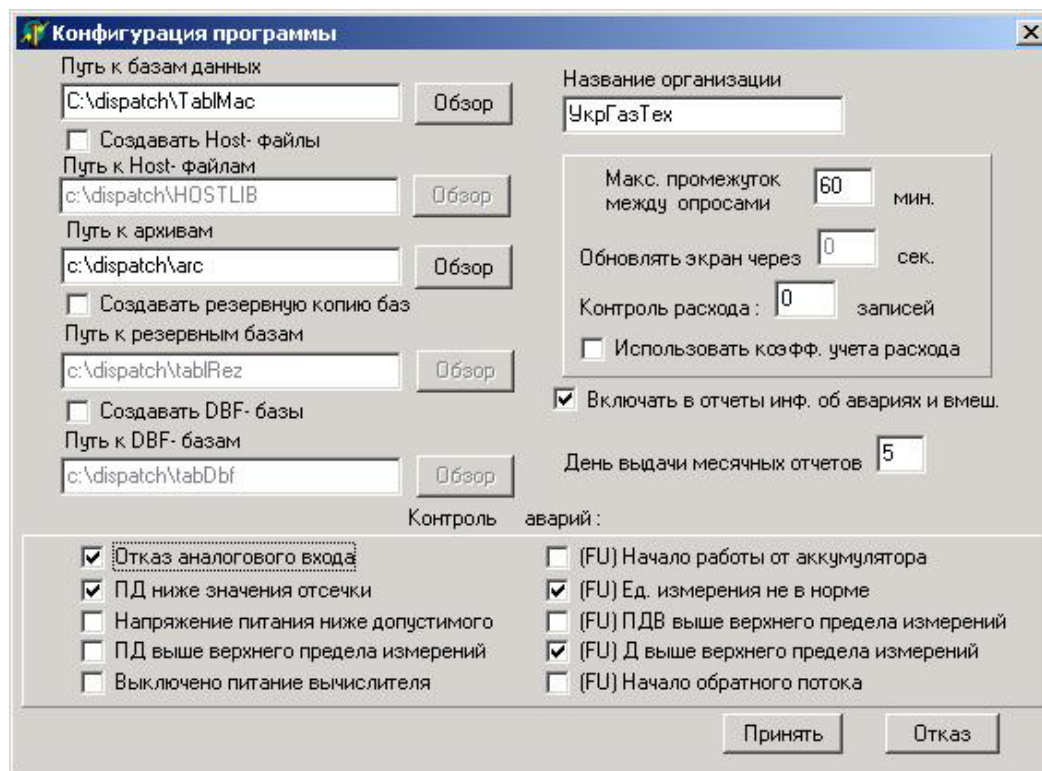 Конфигурация программы
Путь к базам данных
C:\dispatch\TablMac
Обзор
Создавать Host- файлы
Путь к Host- файлам
c:\dispatch\HOSTLIB
Обзор
Путь к архивам
c:\dispatch\arc
Обзор
Создавать резервную копию баз
Путь к резервным базам
c:\dispatch\tablRez
Обзор
Создавать DBF- базы
Путь к DBF- базам
c:\dispatch\tabDbf
Обзор
Название организации
УкрГазТех
Макс. промежуток
между опросами
60
мин.
Обновлять экран через
0
сек.
Контроль расхода :
0
записей
Использовать коэфф. учета расхода
Включать в отчеты инф. об авариях и вмеш.
День выдачи месячных отчетов
5
Контроль аварий :
Отказ аналогового входа
ПД ниже значения отсечки
Напряжение питания ниже допустимого
ПД выше верхнего предела измерений
Выключено питание вычислителя
(FU) Начало работы от аккумулятора
(FU) Ед. измерения не в норме
(FU) ПДВ выше верхнего предела измерений
(FU) Д выше верхнего предела измерений
(FU) Начало обратного потока
Принять
Отказ